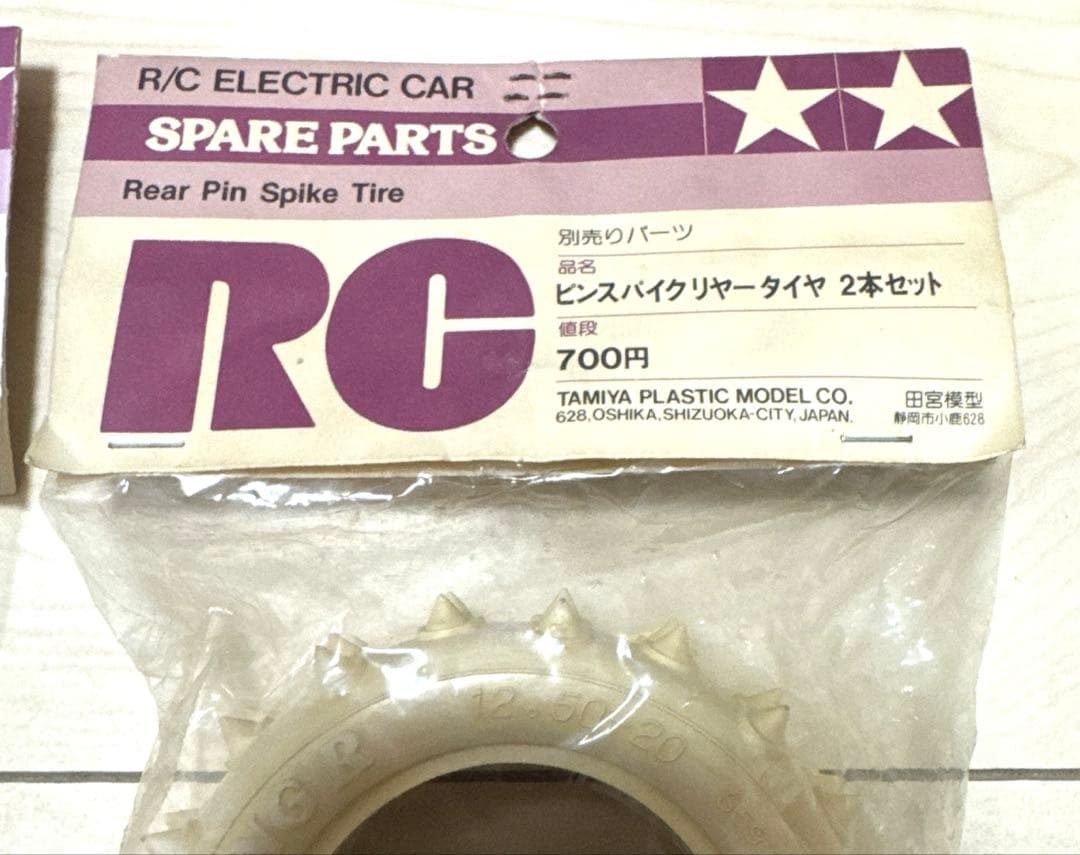 R/C ELECTRIC CAR
SPARE PARTS
Rear Pin Spike Tire
RC
別売りパーツ
品名
ピンスパイクリヤータイヤ 2本セット
値段
700円
TAMIYA PLASTIC MODEL CO.
628, OSHIKA, SHIZUOKA-CITY, JAPAN.
田宮模型
静岡市小鹿628
12.50 20